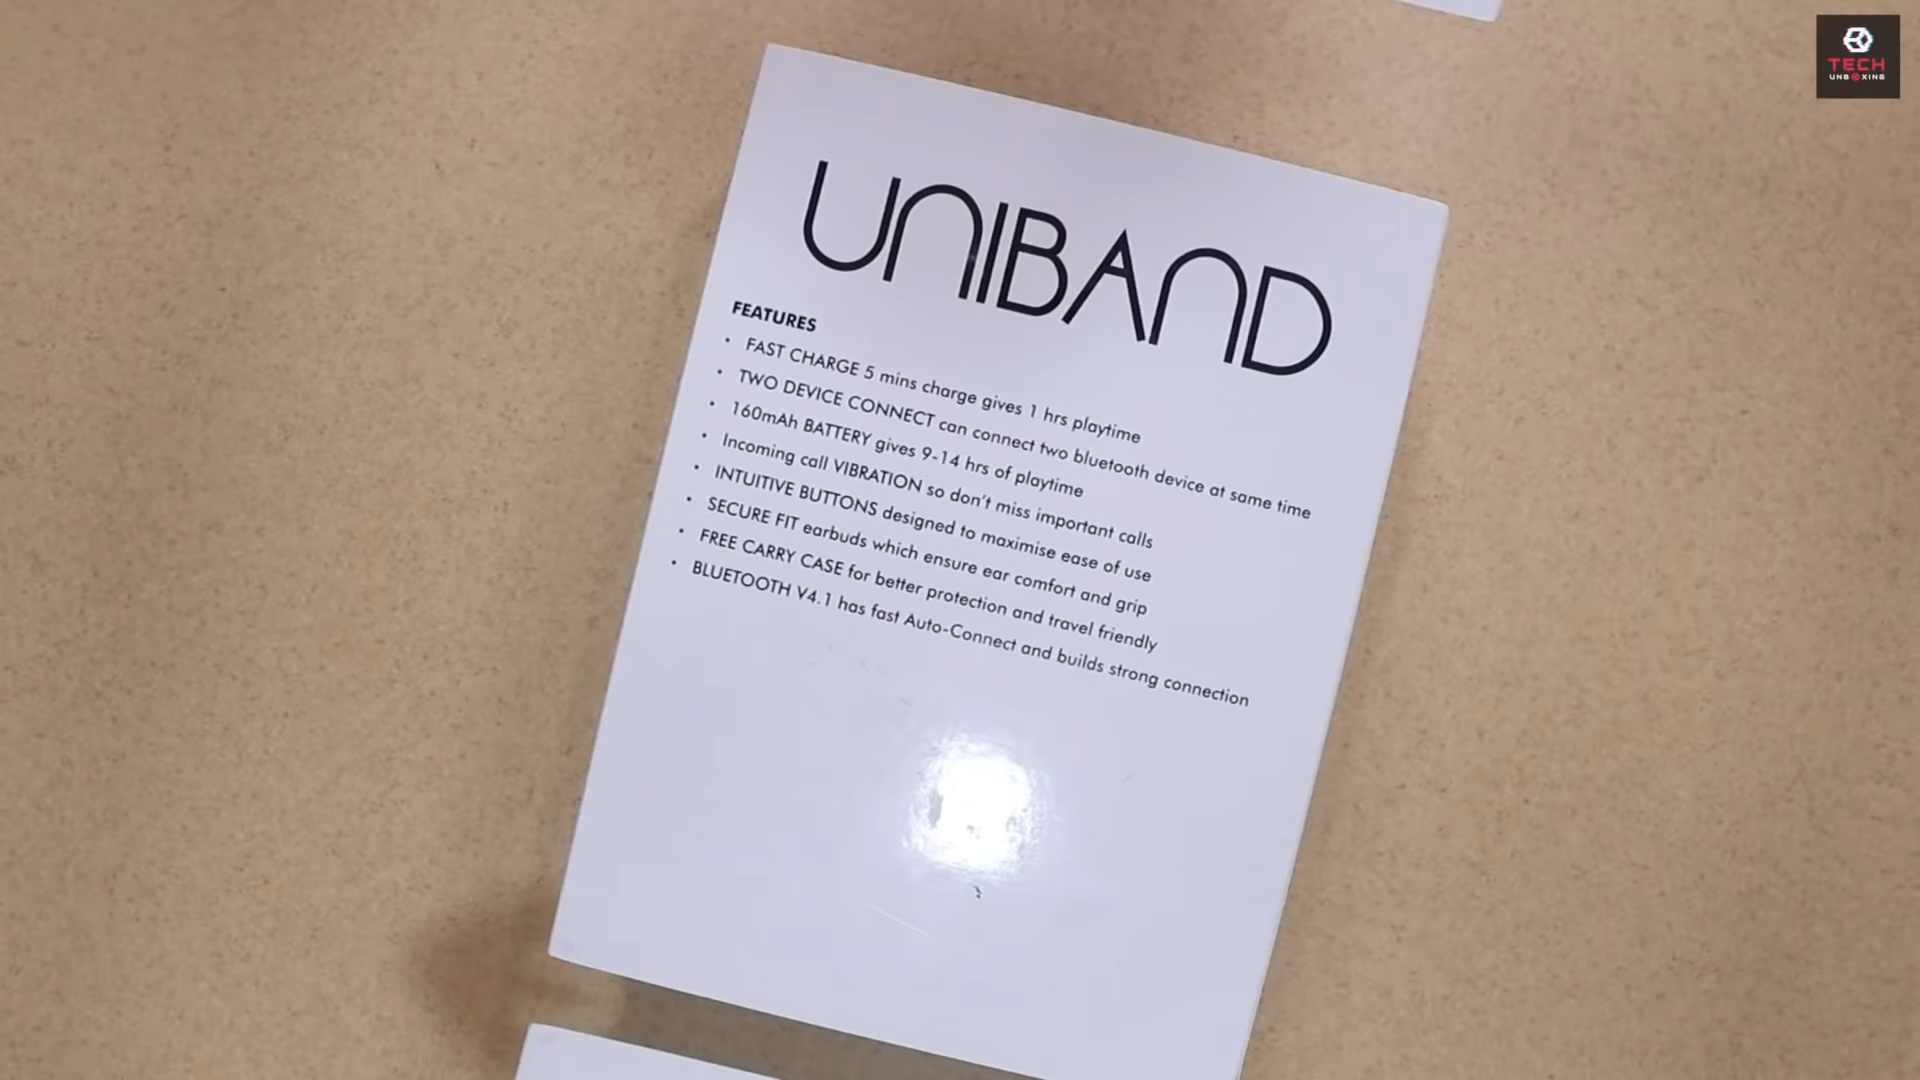 TECH
UNBOXING
UNIBAND
FEATURES
• FAST CHARGE 5 mins charge gives 1 hrs playtime
• TWO DEVICE CONNECT can connect two bluetooth device at same time
• 160mAh BATTERY gives 9-14 hrs of playtime
• Incoming call VIBRATION so don't miss important calls
• INTUITIVE BUTTONS designed to maximise ease of use
• SECURE FIT earbuds which ensure ear comfort and grip
• FREE CARRY CASE for better protection and travel friendly
• BLUETOOTH V4.1 has fast Auto-Connect and builds strong connection